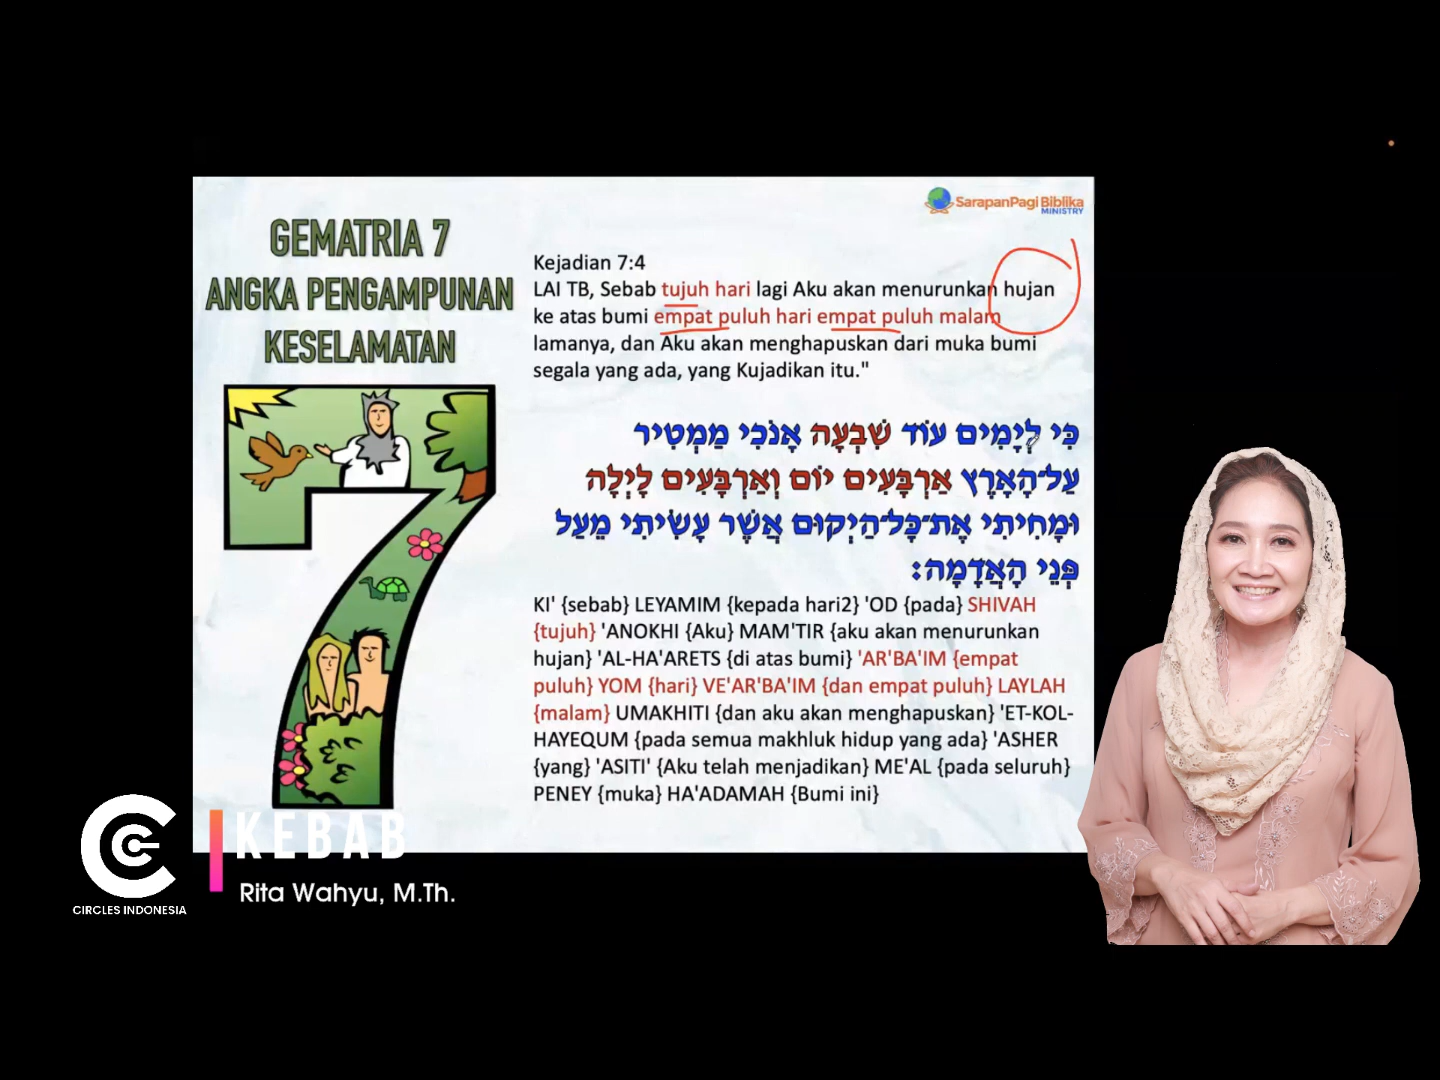 SarapanPagi Biblika
MINISTRY
GEMATRIA 7
ANGKA PENGAMPUNAN
KESELAMATAN
Kejadian 7:4
LAI TB, Sebab tujuh hari lagi Aku akan menurunkan hujan
ke atas bumi empat puluh hari empat puluh malam
lamanya, dan Aku akan menghapuskan dari muka bumi
segala yang ada, yang Kujadikan itu."
כִּי לְיָמִים עוֹד שִׁבְעָה אָנֹכִי מַמְטִיר
עַל־הָאָרֶץ אַרְבָּעִים יוֹם וְאַרְבָּעִים לָיְלָה
וּמָחִיתִי אֶת־כָּל־הַיְקוּם אֲשֶׁר עָשִׂיתִי מֵעַל
פְּנֵי הָאֲדָמָה׃
KI' {sebab} LEYAMIM {kepada hari2} 'OD {pada} SHIVAH
{tujuh} 'ANOKHI {Aku} MAM'TIR {aku akan menurunkan
hujan} 'AL-HA'ARETS {di atas bumi} 'AR'BA'IM {empat
puluh} YOM {hari} VE'AR'BA'IM {dan empat puluh} LAYLAH
{malam} UMAKHITI {dan aku akan menghapuskan} 'ET-KOL-
HAYEQUM {pada semua makhluk hidup yang ada} 'ASHER
{yang} 'ASITI' {Aku telah menjadikan} ME'AL {pada seluruh}
PENEY {muka} HA'ADAMAH {Bumi ini}
KEBAB
Rita Wahyu, M.Th.
CIRCLES INDONESIA